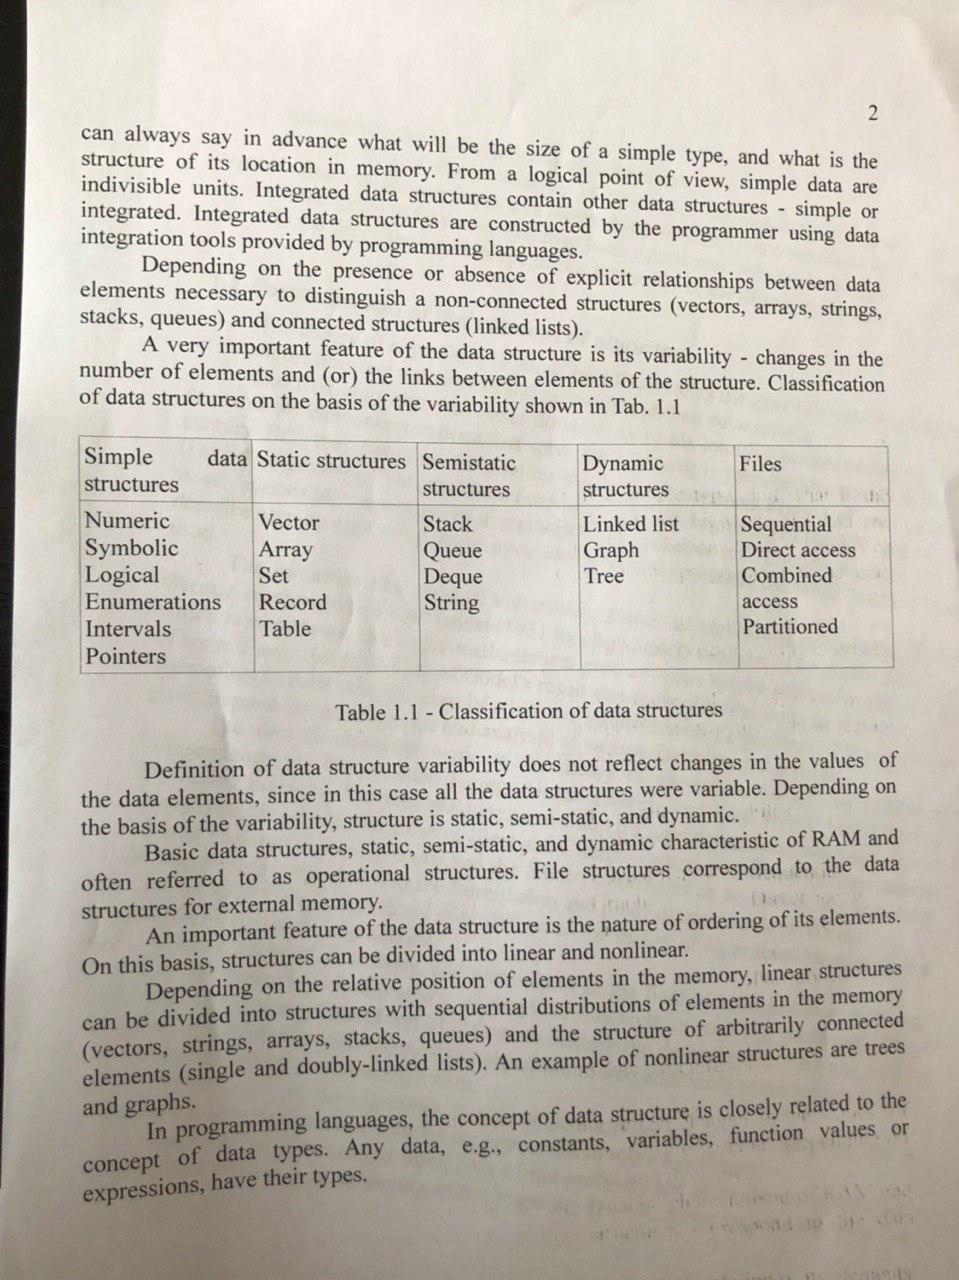 2
can always say in advance what will be the size of a simple type, and what is the
structure of its location in memory. From a logical point of view, simple data are
indivisible units. Integrated data structures contain other data structures - simple or
integrated. Integrated data structures are constructed by the programmer using data
integration tools provided by programming languages.
Depending on the presence or absence of explicit relationships between data
elements necessary to distinguish a non-connected structures (vectors, arrays, strings,
stacks, queues) and connected structures (linked lists).
A very important feature of the data structure is its variability - changes in the
number of elements and (or) the links between elements of the structure. Classification
of data structures on the basis of the variability shown in Tab. 1.1
Simple data structures
Static structures
Semistatic structures
Dynamic structures
Files
Numeric
Symbolic
Logical
Enumerations
Intervals
Pointers
Vector
Array
Set
Record
Table
Stack
Queue
Deque
String
Linked list
Graph
Tree
Sequential
Direct access
Combined
access
Partitioned
Table 1.1 - Classification of data structures
Definition of data structure variability does not reflect changes in the values of
the data elements, since in this case all the data structures were variable. Depending on
the basis of the variability, structure is static, semi-static, and dynamic.
Basic data structures, static, semi-static, and dynamic characteristic of RAM and
often referred to as operational structures. File structures correspond to the data
structures for external memory.
An important feature of the data structure is the nature of ordering of its elements.
On this basis, structures can be divided into linear and nonlinear.
Depending on the relative position of elements in the memory, linear structures
can be divided into structures with sequential distributions of elements in the memory
(vectors, strings, arrays, stacks, queues) and the structure of arbitrarily connected
elements (single and doubly-linked lists). An example of nonlinear structures are trees
and graphs.
In programming languages, the concept of data structure is closely related to the
concept of data types. Any data, e.g., constants, variables, function values or
expressions, have their types.